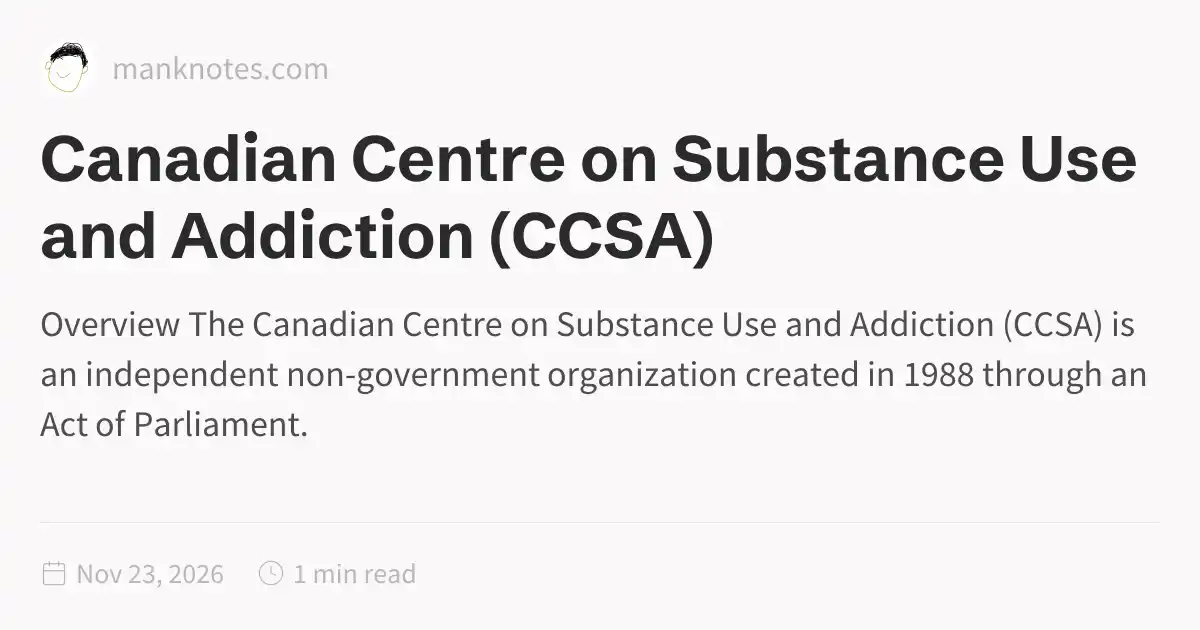 manknotes.com
Canadian Centre on Substance Use
and Addiction (CCSA)
Overview The Canadian Centre on Substance Use and Addiction (CCSA) is
an independent non-government organization created in 1988 through an
Act of Parliament.
Nov 23, 2026 1 min read